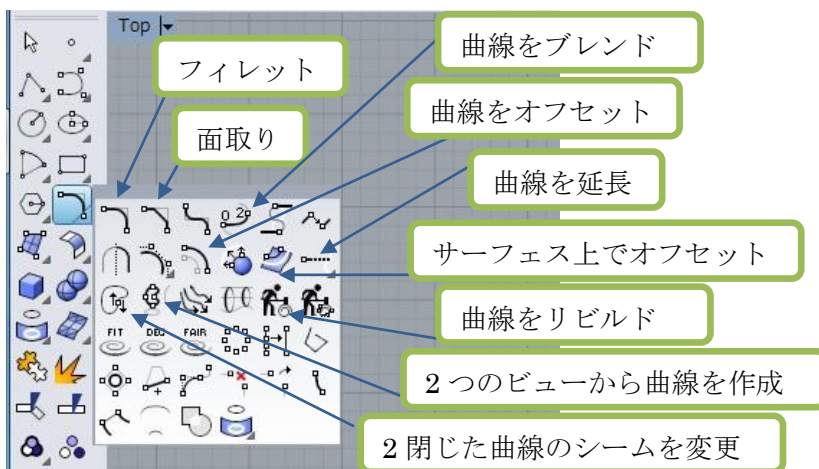 Top
曲線をブレンド
フィレット
曲線をオフセット
面取り
曲線を延長
サーフェス上でオフセット
曲線をリビルド
2 つのビューから曲線を作成
2 閉じた曲線のシームを変更
0 2
FIT DEG FAIR